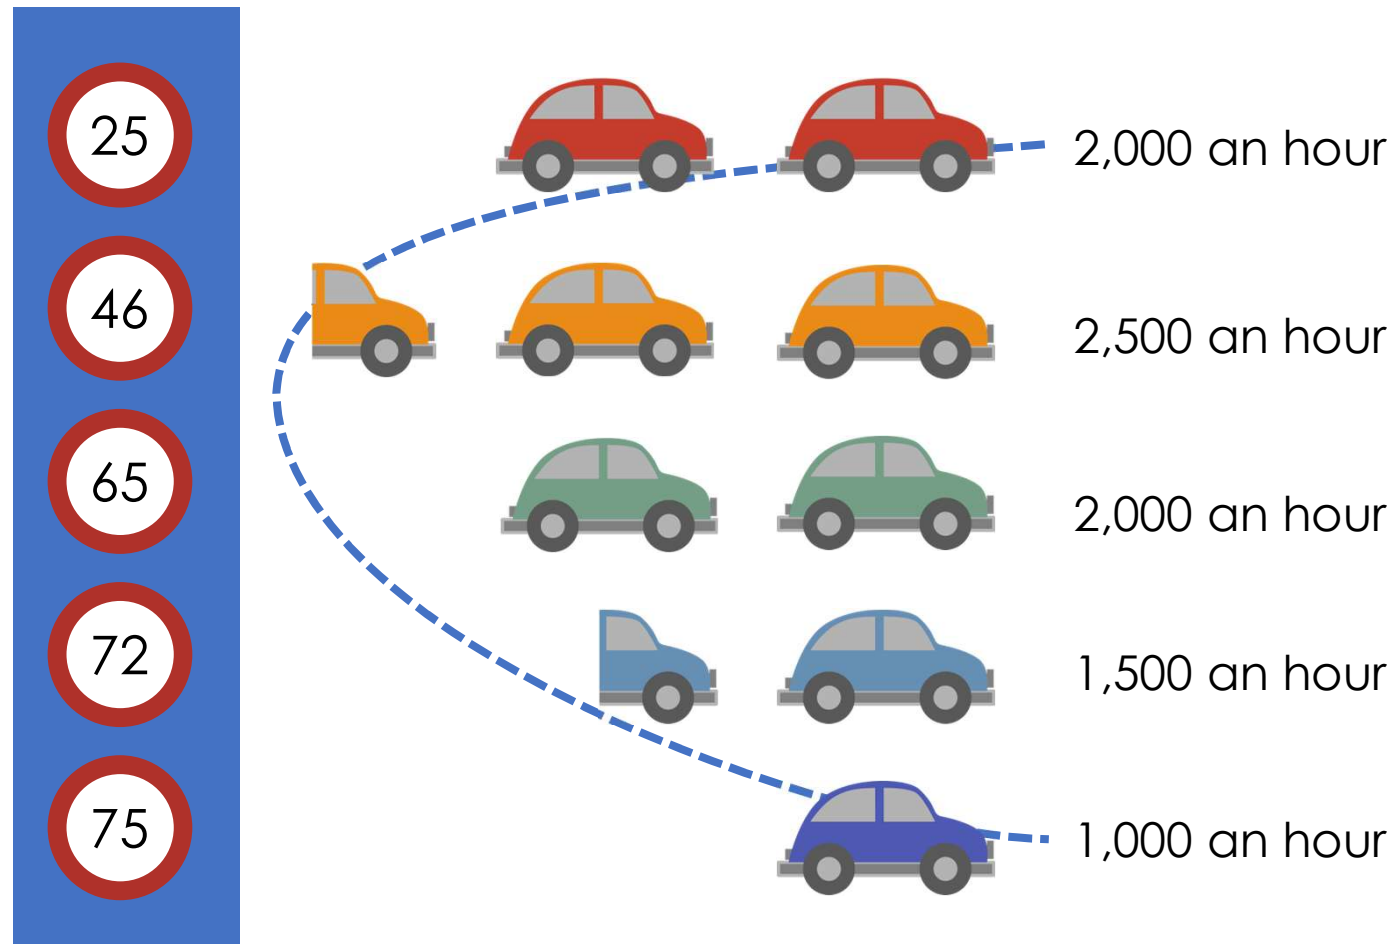 25
2,000 an hour
46
2,500 an hour
65
2,000 an hour
72
1,500 an hour
75
1,000 an hour